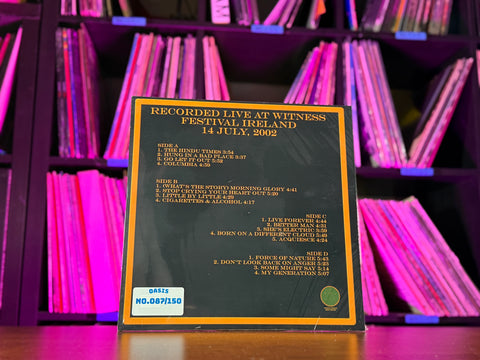 RECORDED LIVE AT WITNESS
FESTIVAL IRELAND
14 JULY, 2002
SIDE A
1. THE HINDU TIMES 3:54
2. HUNG IN A BAD PLACE 3:37
3. GO LET IT OUT 5:32
4. COLUMBIA 4:50
SIDE B
1. (WHAT'S THE STORY) MORNING GLORY 4:41
2. STOP CRYING YOUR HEART OUT 5:20
3. LITTLE BY LITTLE 4:29
4. CIGARETTES & ALCOHOL 4:17
SIDE C
1. LIVE FOREVER 4:44
2. BETTER MAN 4:31
3. SHE'S ELECTRIC 3:59
4. BORN ON A DIFFERENT CLOUD 5:49
5. ACQUIESCE 4:24
SIDE D
1. FORCE OF NATURE 5:43
2. DON'T LOOK BACK ON ANGER 5:23
3. SOME MIGHT SAY 5:14
4. MY GENERATION 5:07
OASIS
NO.087/150